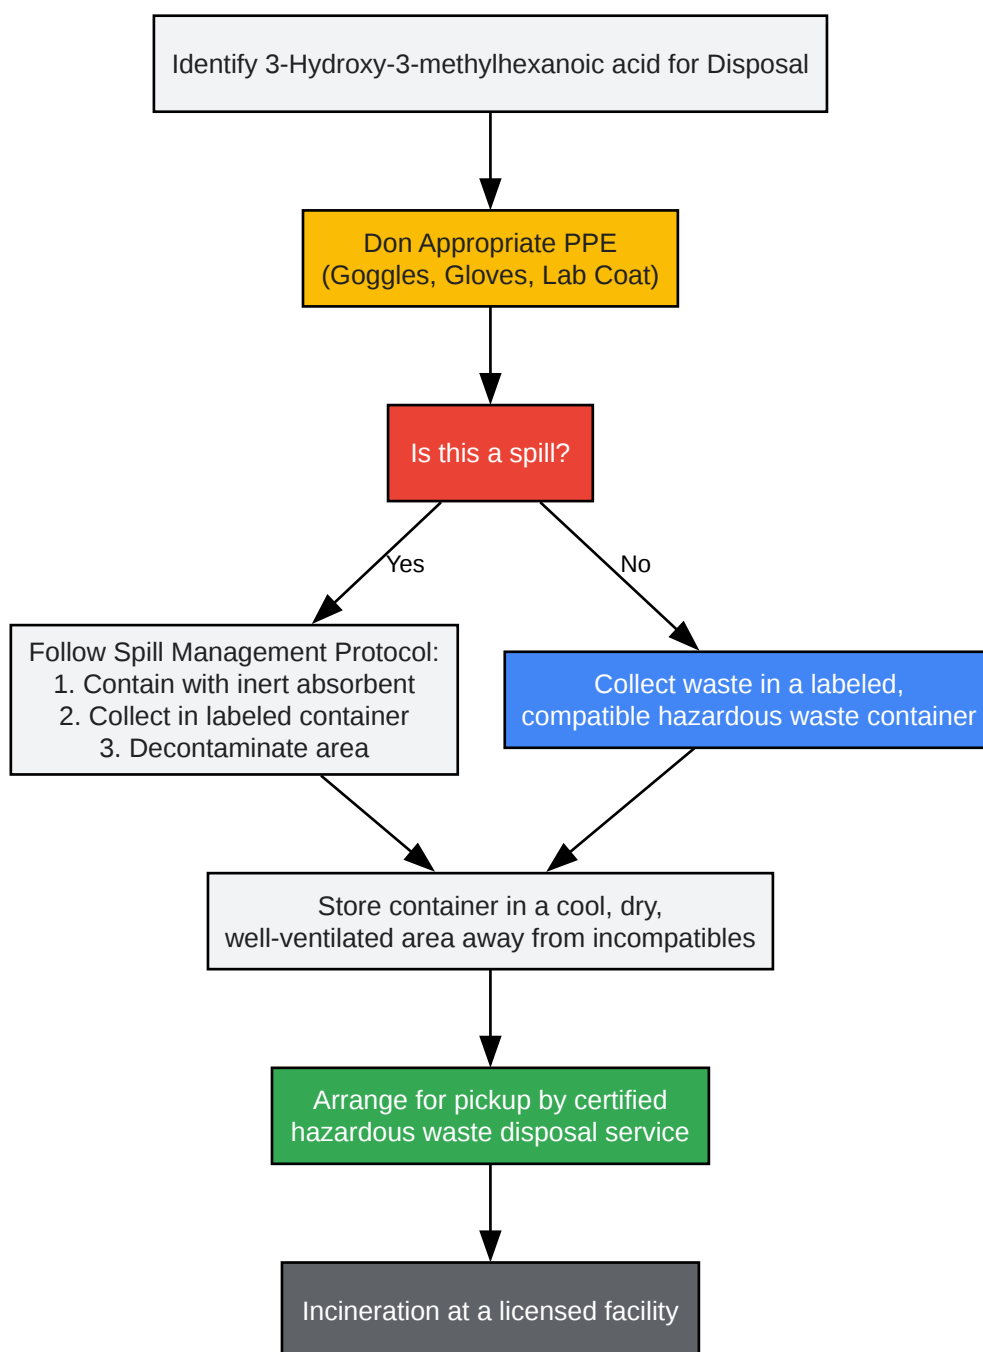 Identify 3-Hydroxy-3-methylhexanoic acid for Disposal
Don Appropriate PPE
(Goggles, Gloves, Lab Coat)
Is this a spill?
Yes
No
Follow Spill Management Protocol:
1. Contain with inert absorbent
2. Collect in labeled container
3. Decontaminate area
Collect waste in a labeled,
compatible hazardous waste container
Store container in a cool, dry,
well-ventilated area away from incompatibles
Arrange for pickup by certified
hazardous waste disposal service
Incineration at a licensed facility